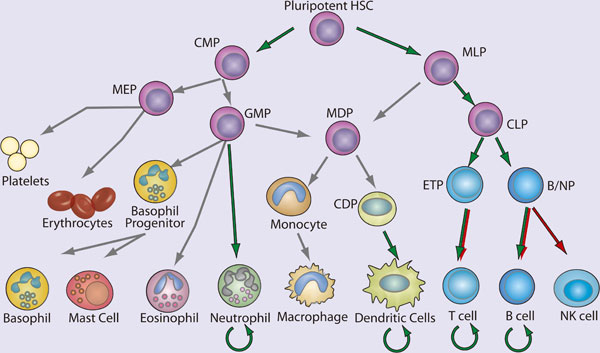 Pluripotent HSC
CMP
MLP
MEP
GMP
MDP
CLP
Platelets
Erythrocytes
Basophil
Progenitor
Monocyte
CDP
ETP
B/NP
Basophil
Mast Cell
Eosinophil
Neutrophil
Macrophage
Dendritic Cells
T cell
B cell
NK cell